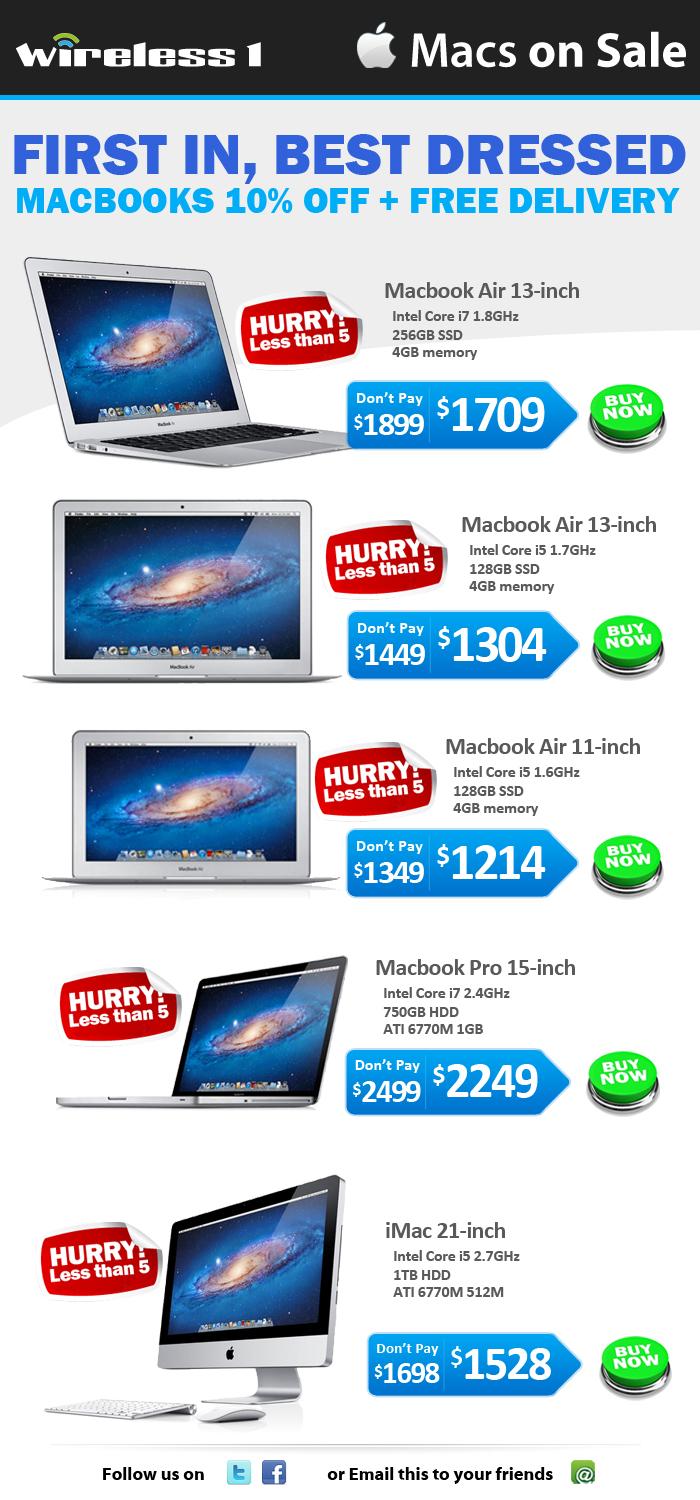 wireless 1
Macs on Sale
FIRST IN, BEST DRESSED
MACBOOKS 10% OFF + FREE DELIVERY
HURRY!
Less than 5
Macbook Air 13-inch
Intel Core i7 1.8GHz
256GB SSD
4GB memory
Don't Pay
$1899
$1709
BUY
NOW
MacBook Air
HURRY!
Less than 5
Macbook Air 13-inch
Intel Core i5 1.7GHz
128GB SSD
4GB memory
Don't Pay
$1449
$1304
BUY
NOW
MacBook Air
HURRY!
Less than 5
Macbook Air 11-inch
Intel Core i5 1.6GHz
128GB SSD
4GB memory
Don't Pay
$1349
$1214
BUY
NOW
MacBook Air
HURRY!
Less than 5
Macbook Pro 15-inch
Intel Core i7 2.4GHz
750GB HDD
ATI 6770M 1GB
Don't Pay
$2499
$2249
BUY
NOW
HURRY!
Less than 5
iMac 21-inch
Intel Core i5 2.7GHz
1TB HDD
ATI 6770M 512M
Don't Pay
$1698
$1528
BUY
NOW
Follow us on
t
f
or Email this to your friends
@